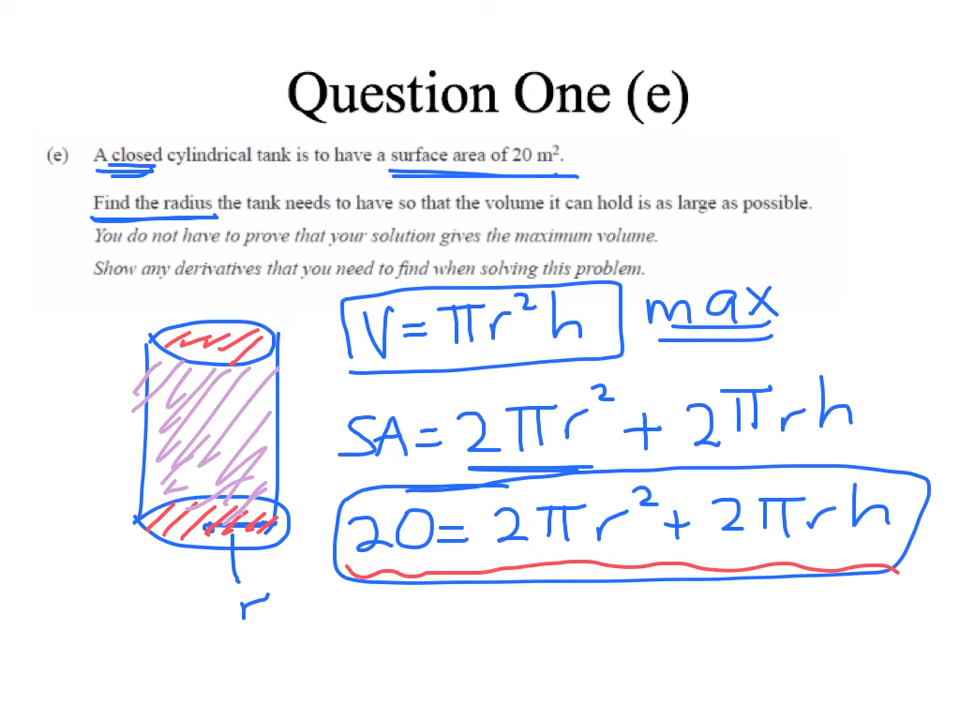 Question One (e)
(e) A closed cylindrical tank is to have a surface area of 20 m².
Find the radius the tank needs to have so that the volume it can hold is as large as possible.
You do not have to prove that your solution gives the maximum volume.
Show any derivatives that you need to find when solving this problem.
V = πr²h max
SA = 2πr² + 2πrh
20 = 2πr² + 2πrh
r